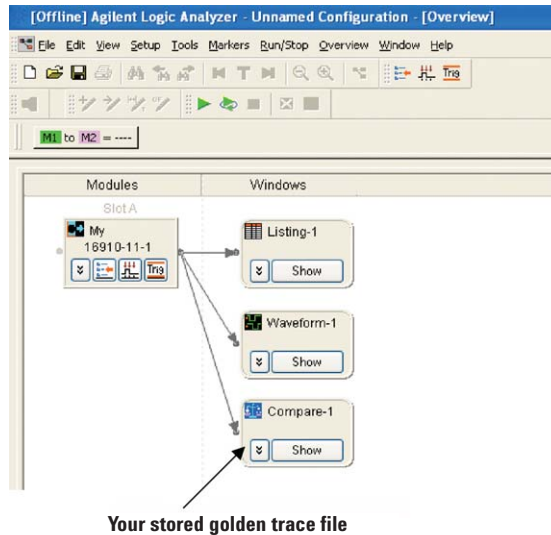 [Offline] Agilent Logic Analyzer - Unnamed Configuration - [Overview]
File Edit View Setup Tools Markers Run/Stop Overview Window Help
Trig
M1 to M2 = ----
Modules Windows
Slot A
My
16910-11-1
Trig
Listing-1
Show
Waveform-1
Show
Compare-1
Show
Your stored golden trace file